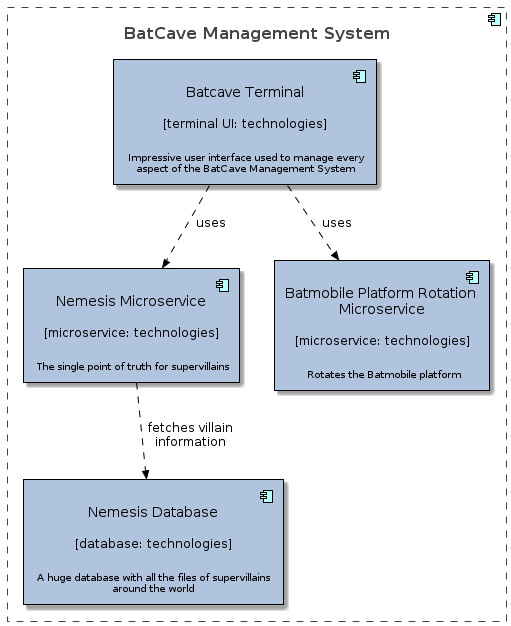 BatCave Management System
Batcave Terminal
[terminal UI: technologies]
Impressive user interface used to manage every
aspect of the BatCave Management System
uses
uses
Nemesis Microservice
[microservice: technologies]
The single point of truth for supervillains
Batmobile Platform Rotation
Microservice
[microservice: technologies]
Rotates the Batmobile platform
fetches villain
information
Nemesis Database
[database: technologies]
A huge database with all the files of supervillains
around the world